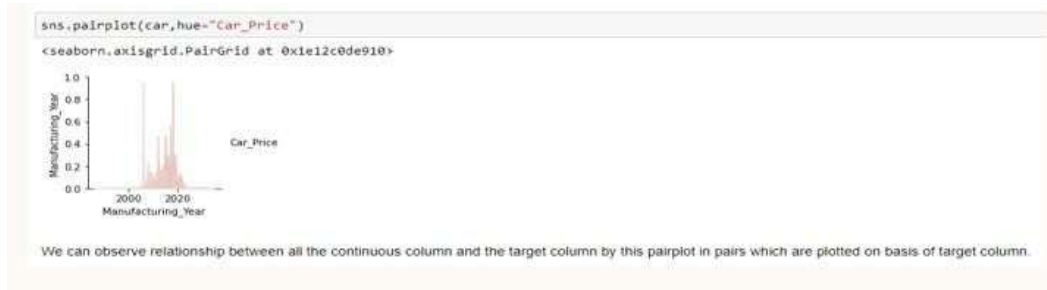 sns.pairplot(car,hue="Car_Price")
<seaborn.axisgrid.PairGrid at 0x1e12c0de910>
1.0
0.8
0.6
0.4
0.2
0.0
Manufacturing_Year
2000 2020
Manufacturing_Year
Car_Price
We can observe relationship between all the continuous column and the target column by this pairplot in pairs which are plotted on basis of target column.